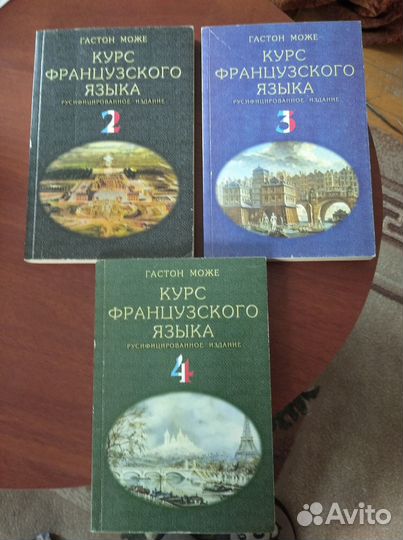 ГАСТОН МОЖЕ
КУРС
ФРАНЦУЗСКОГО
ЯЗЫКА
РУСИФИЦИРОВАННОЕ ИЗДАНИЕ
2
ГАСТОН МОЖЕ
КУРС
ФРАНЦУЗСКОГО
ЯЗЫКА
РУСИФИЦИРОВАННОЕ ИЗДАНИЕ
3
ГАСТОН МОЖЕ
КУРС
ФРАНЦУЗСКОГО
ЯЗЫКА
РУСИФИЦИРОВАННОЕ ИЗДАНИЕ
4
Avito